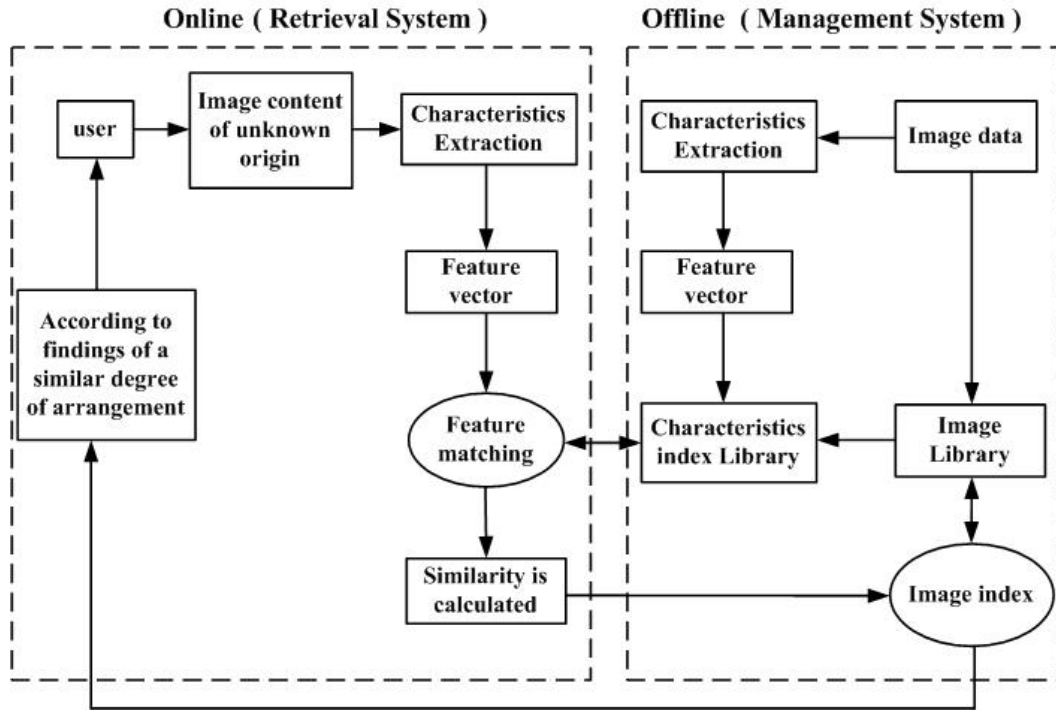 Online ( Retrieval System)
Offline ( Management System)
user
Image content
of unknown
origin
Characteristics
Extraction
Feature
vector
According to
findings of a
similar degree
of arrangement
Feature
matching
Similarity is
calculated
Characteristics
Extraction
Image data
Feature
vector
Characteristics
index Library
Image
Library
Image index